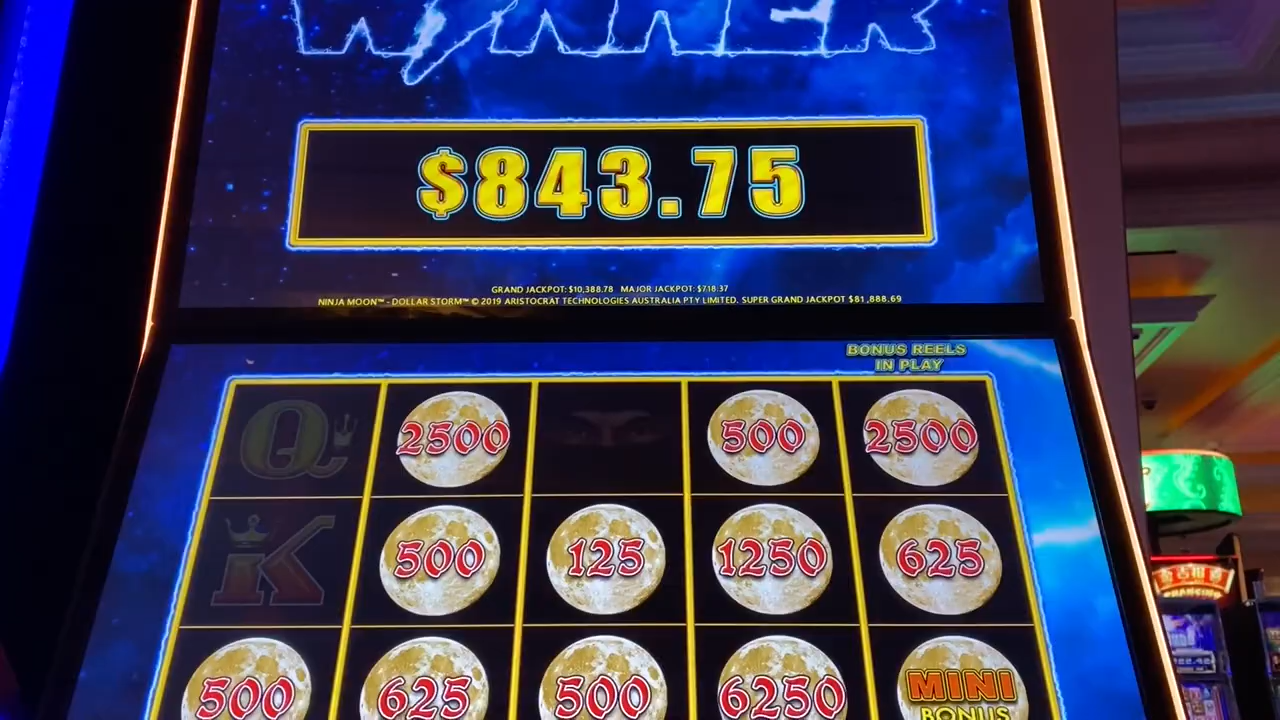 WINNER
$843.75
GRAND JACKPOT: $10,388.78 MAJOR JACKPOT: $718.37
NINJA MOON™ - DOLLAR STORM™ © 2019 ARISTOCRAT TECHNOLOGIES AUSTRALIA PTY LIMITED. SUPER GRAND JACKPOT $81,888.69
BONUS REELS
IN PLAY
Q 2500 500 2500
K 500 125 1250 625
500 625 500 6250 MINI
BONUS